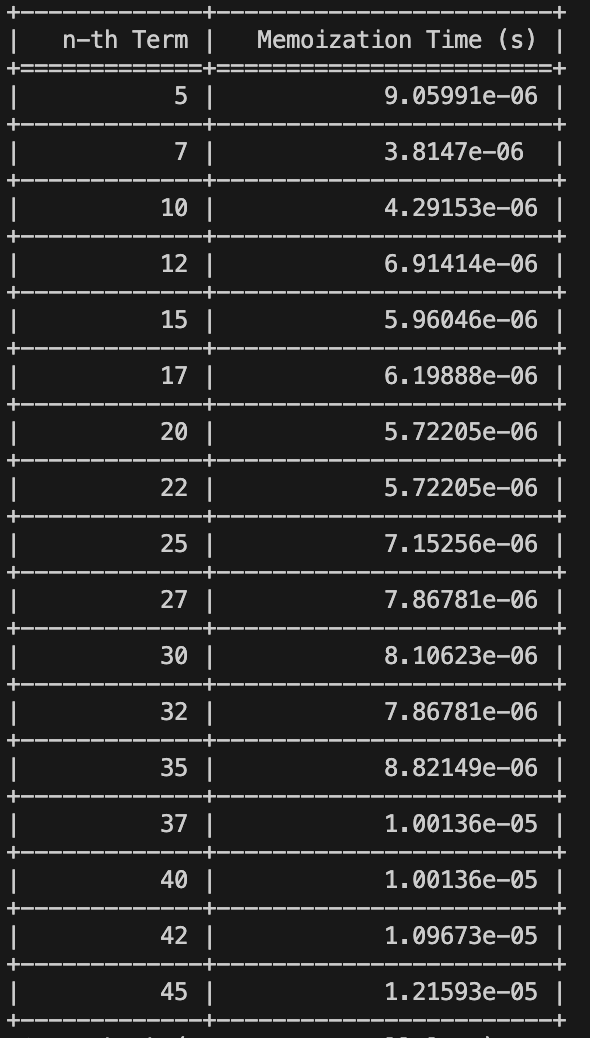 n-th Term | Memoization Time (s)
5 | 9.05991e-06
7 | 3.8147e-06
10 | 4.29153e-06
12 | 6.91414e-06
15 | 5.96046e-06
17 | 6.19888e-06
20 | 5.72205e-06
22 | 5.72205e-06
25 | 7.15256e-06
27 | 7.86781e-06
30 | 8.10623e-06
32 | 7.86781e-06
35 | 8.82149e-06
37 | 1.00136e-05
40 | 1.00136e-05
42 | 1.09673e-05
45 | 1.21593e-05